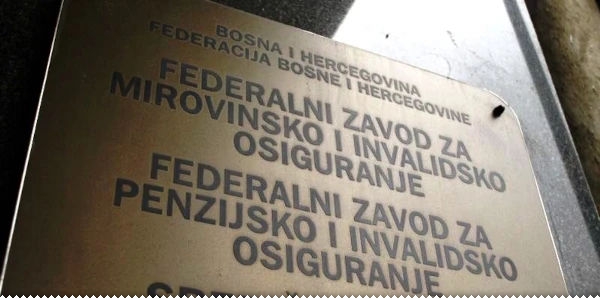 BOSNA I HERCEGOVINA
FEDERACIJA BOSNE I HERCEGOVINE
FEDERALNI ZAVOD ZA
MIROVINSKO I INVALIDSKO
OSIGURANJE
FEDERALNI ZAVOD ZA
PENZIJSKO I INVALIDSKO
OSIGURANJE